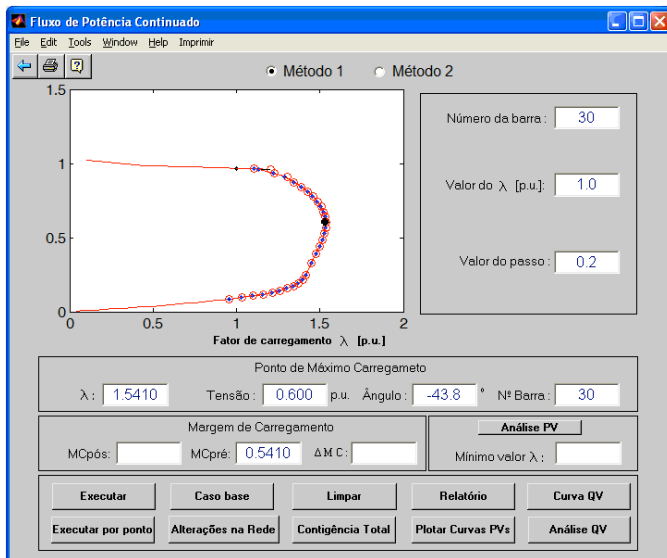 Fluxo de Potência Continuado
File Edit Tools Window Help Imprimir
Método 1 Método 2
1.5
1
0.5
0
0 0.5 1 1.5 2
Fator de carregamento λ [p.u.]
Número da barra : 30
Valor do λ [p.u.]: 1.0
Valor do passo : 0.2
Ponto de Máximo Carregameto
λ : 1.5410 Tensão : 0.600 p.u. Ângulo : -43.8 ° Nº Barra : 30
Margem de Carregamento
MCpós: MCpré: 0.5410 ΔMC:
Análise PV
Mínimo valor λ :
Executar Caso base Limpar Relatório Curva QV
Executar por ponto Alterações na Rede Contigência Total Plotar Curvas PVs Análise QV